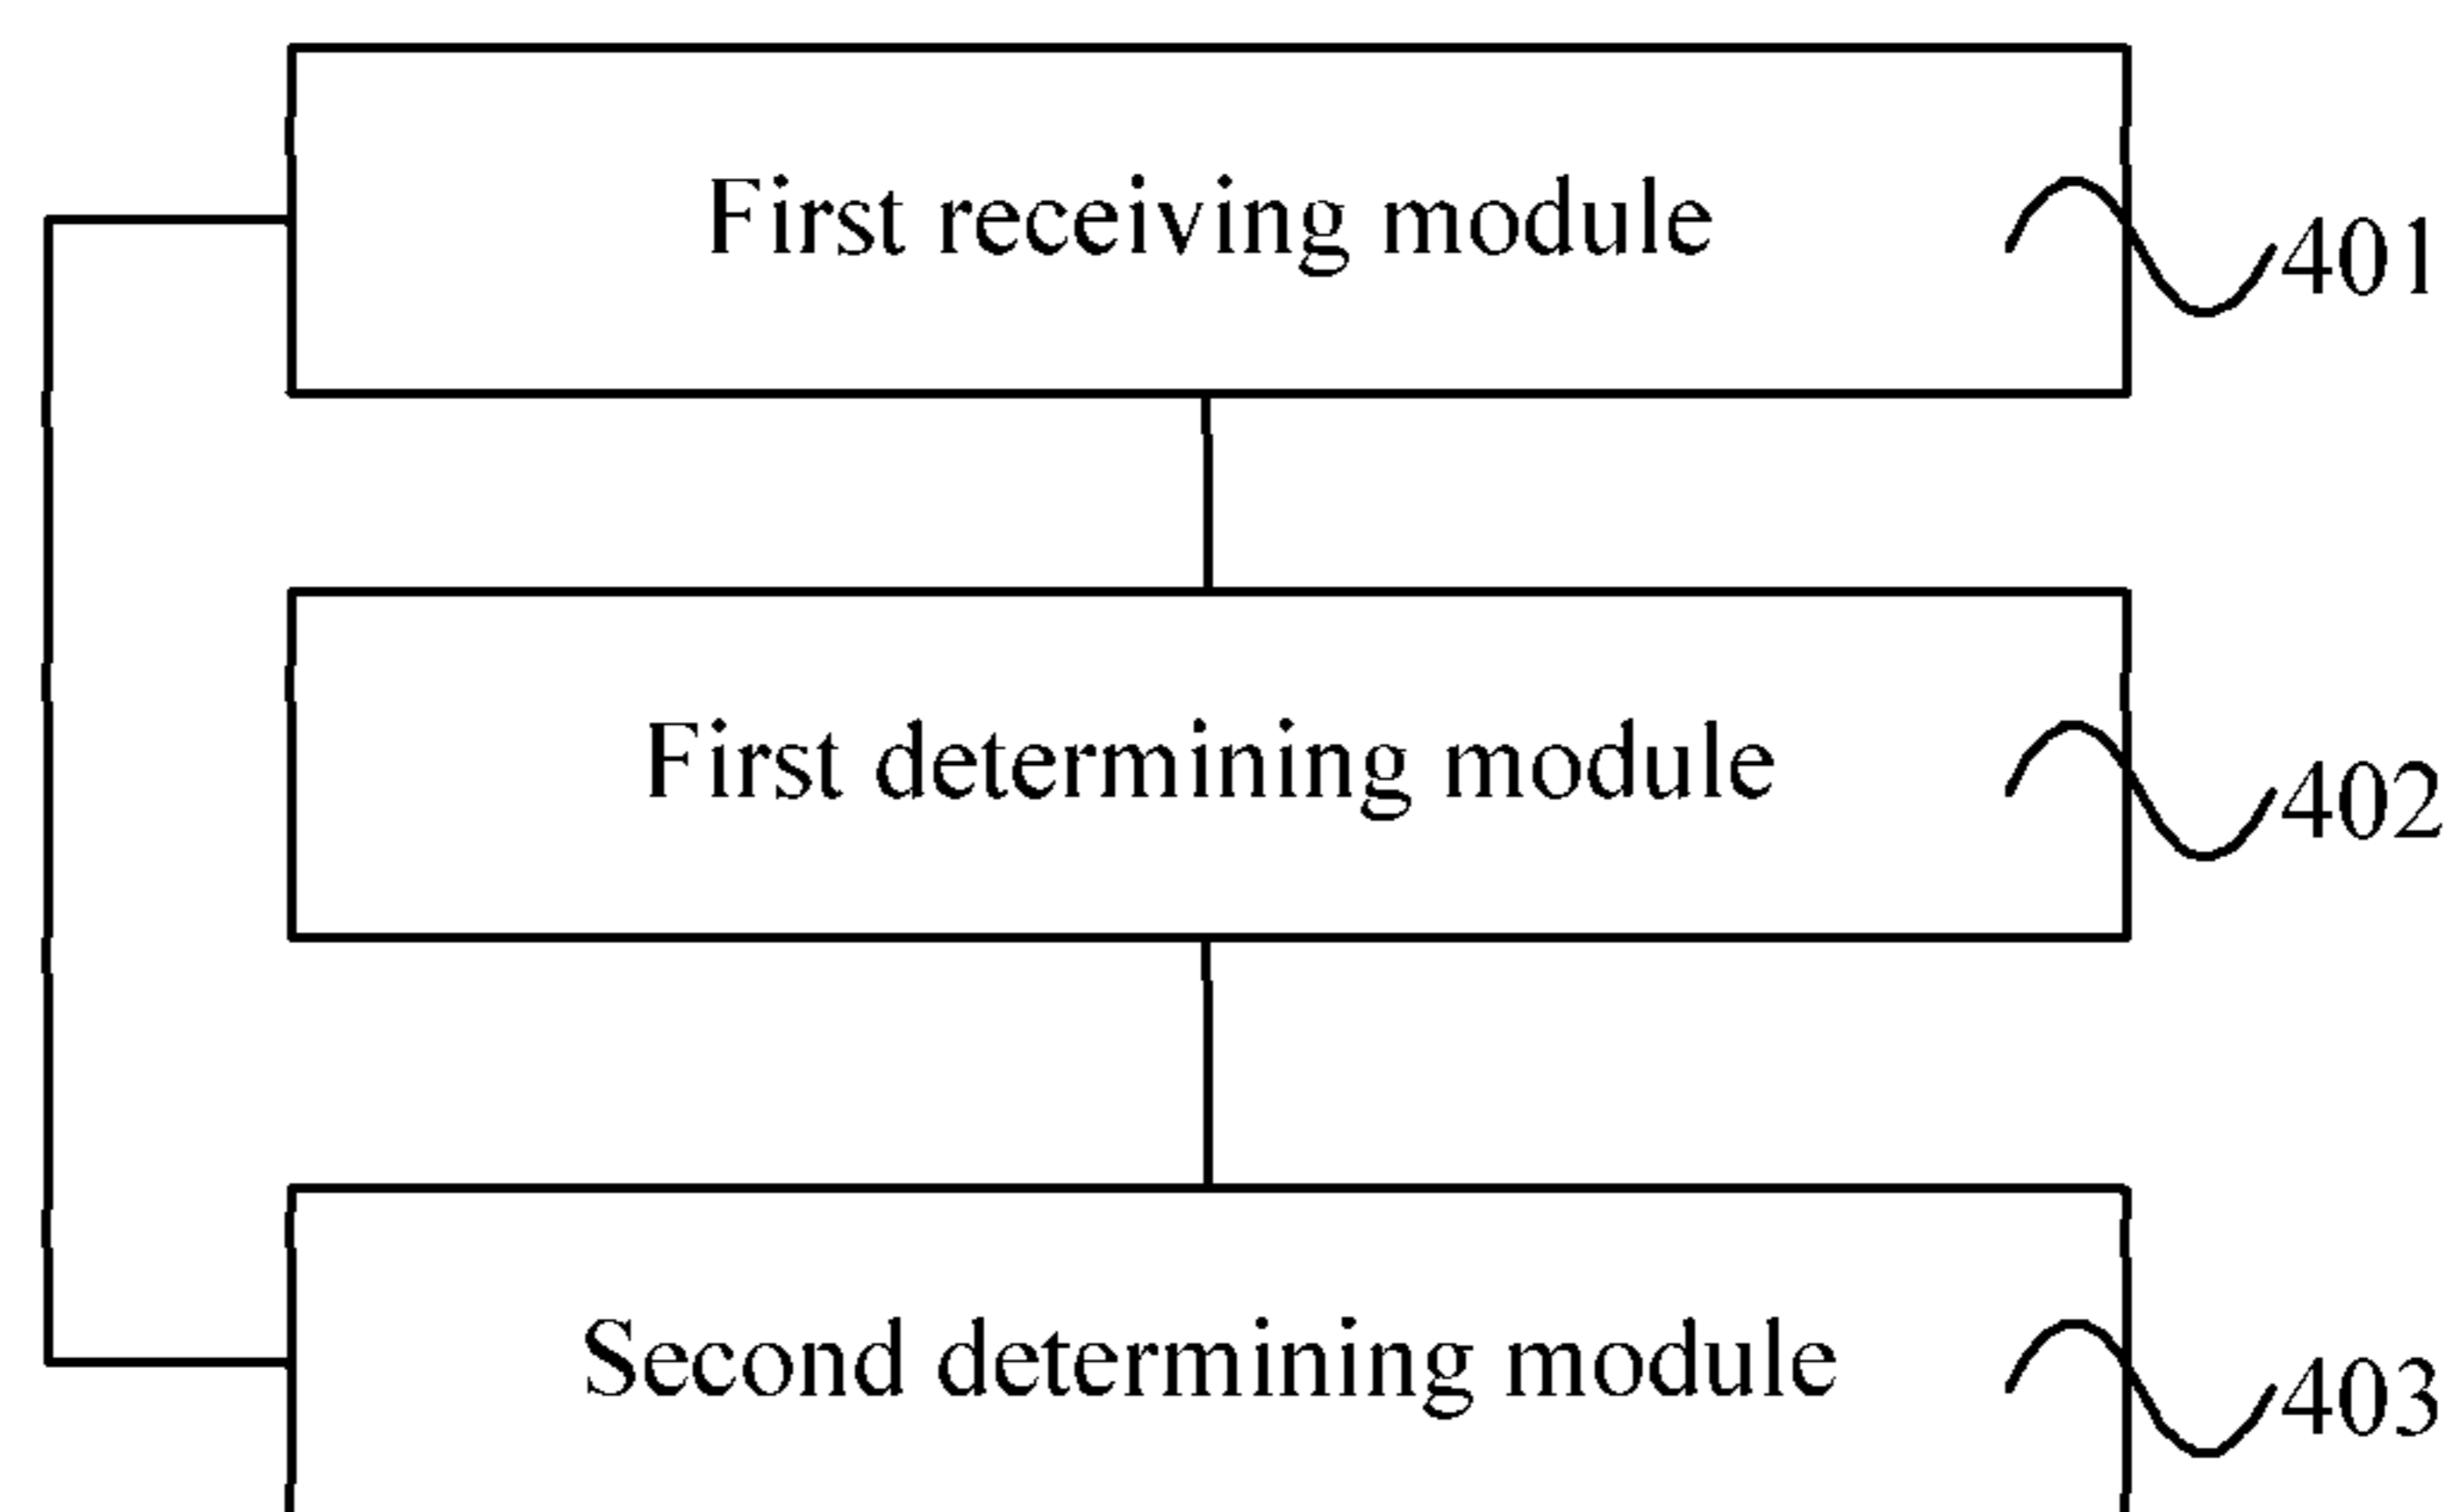 First receiving module
401
First determining module
402
Second determining module
403